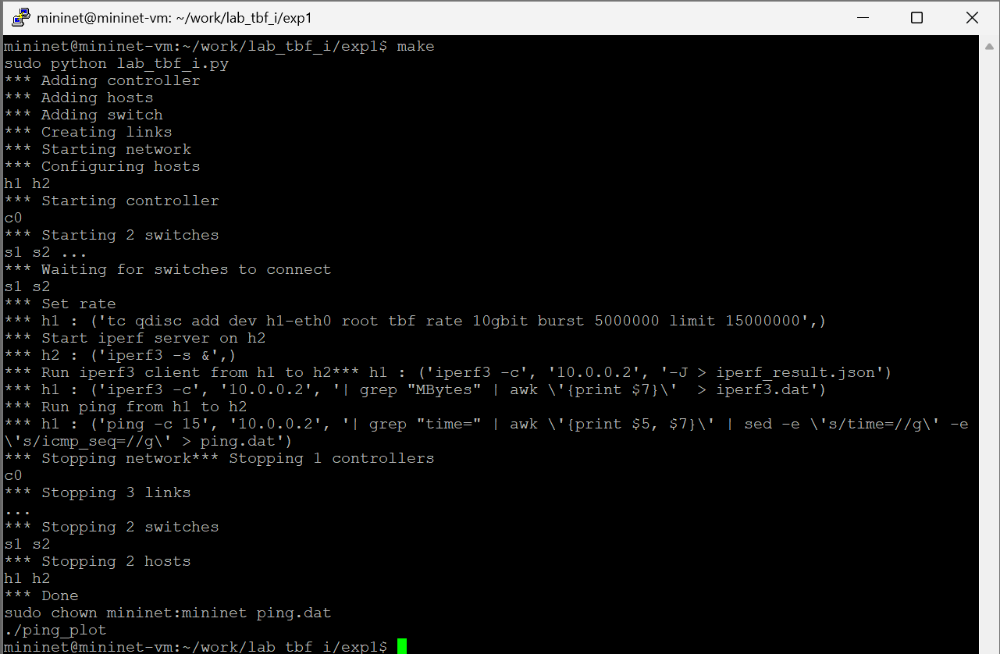 mininet@mininet-vm: ~/work/lab_tbf_i/exp1
mininet@mininet-vm:~/work/lab_tbf_i/exp1$ make
sudo python lab_tbf_i.py
*** Adding controller
*** Adding hosts
*** Adding switch
*** Creating links
*** Starting network
*** Configuring hosts
h1 h2
*** Starting controller
c0
*** Starting 2 switches
s1 s2 ...
*** Waiting for switches to connect
s1 s2
*** Set rate
*** h1 : ('tc qdisc add dev h1-eth0 root tbf rate 10gbit burst 5000000 limit 15000000',)
*** Start iperf server on h2
*** h2 : ('iperf3 -s &',)
*** Run iperf3 client from h1 to h2*** h1 : ('iperf3 -c', '10.0.0.2', '-J > iperf_result.json')
*** h1 : ('iperf3 -c', '10.0.0.2', '| grep "MBytes" | awk \'{print $7}\'  > iperf3.dat')
*** Run ping from h1 to h2
*** h1 : ('ping -c 15', '10.0.0.2', '| grep "time=" | awk \'{print $5, $7}\' | sed -e \'s/time=//g\' -e
\'s/icmp_seq=//g\' > ping.dat')
*** Stopping network*** Stopping 1 controllers
c0
*** Stopping 3 links
...
*** Stopping 2 switches
s1 s2
*** Stopping 2 hosts
h1 h2
*** Done
sudo chown mininet:mininet ping.dat
./ping_plot
mininet@mininet-vm:~/work/lab_tbf_i/exp1$